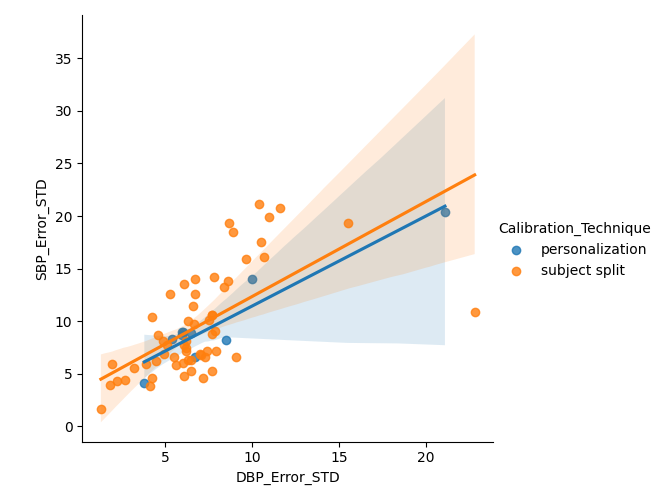 35
30
25
20
15
10
5
0
SBP_Error_STD
5
10
15
20
DBP_Error_STD
Calibration_Technique
personalization
subject split